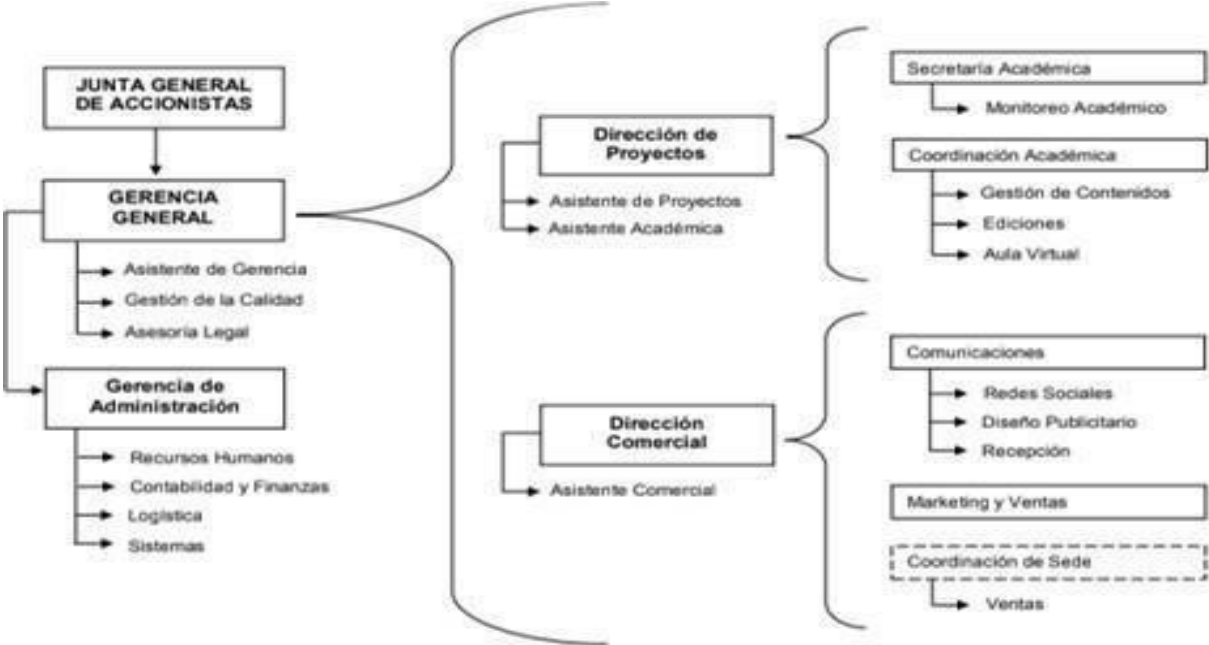 JUNTA GENERAL
DE ACCIONISTAS
GERENCIA
GENERAL
Asistente de Gerencia
Gestión de la Calidad
Asesoría Legal
Gerencia de
Administración
Recursos Humanos
Contabilidad y Finanzas
Logística
Sistemas
Dirección de
Proyectos
Asistente de Proyectos
Asistente Académica
Dirección
Comercial
Asistente Comercial
Secretaría Académica
Monitoreo Académico
Coordinación Académica
Gestión de Contenidos
Ediciones
Aula Virtual
Comunicaciones
Redes Sociales
Diseño Publicitario
Recepción
Marketing y Ventas
Coordinación de Sede
Ventas